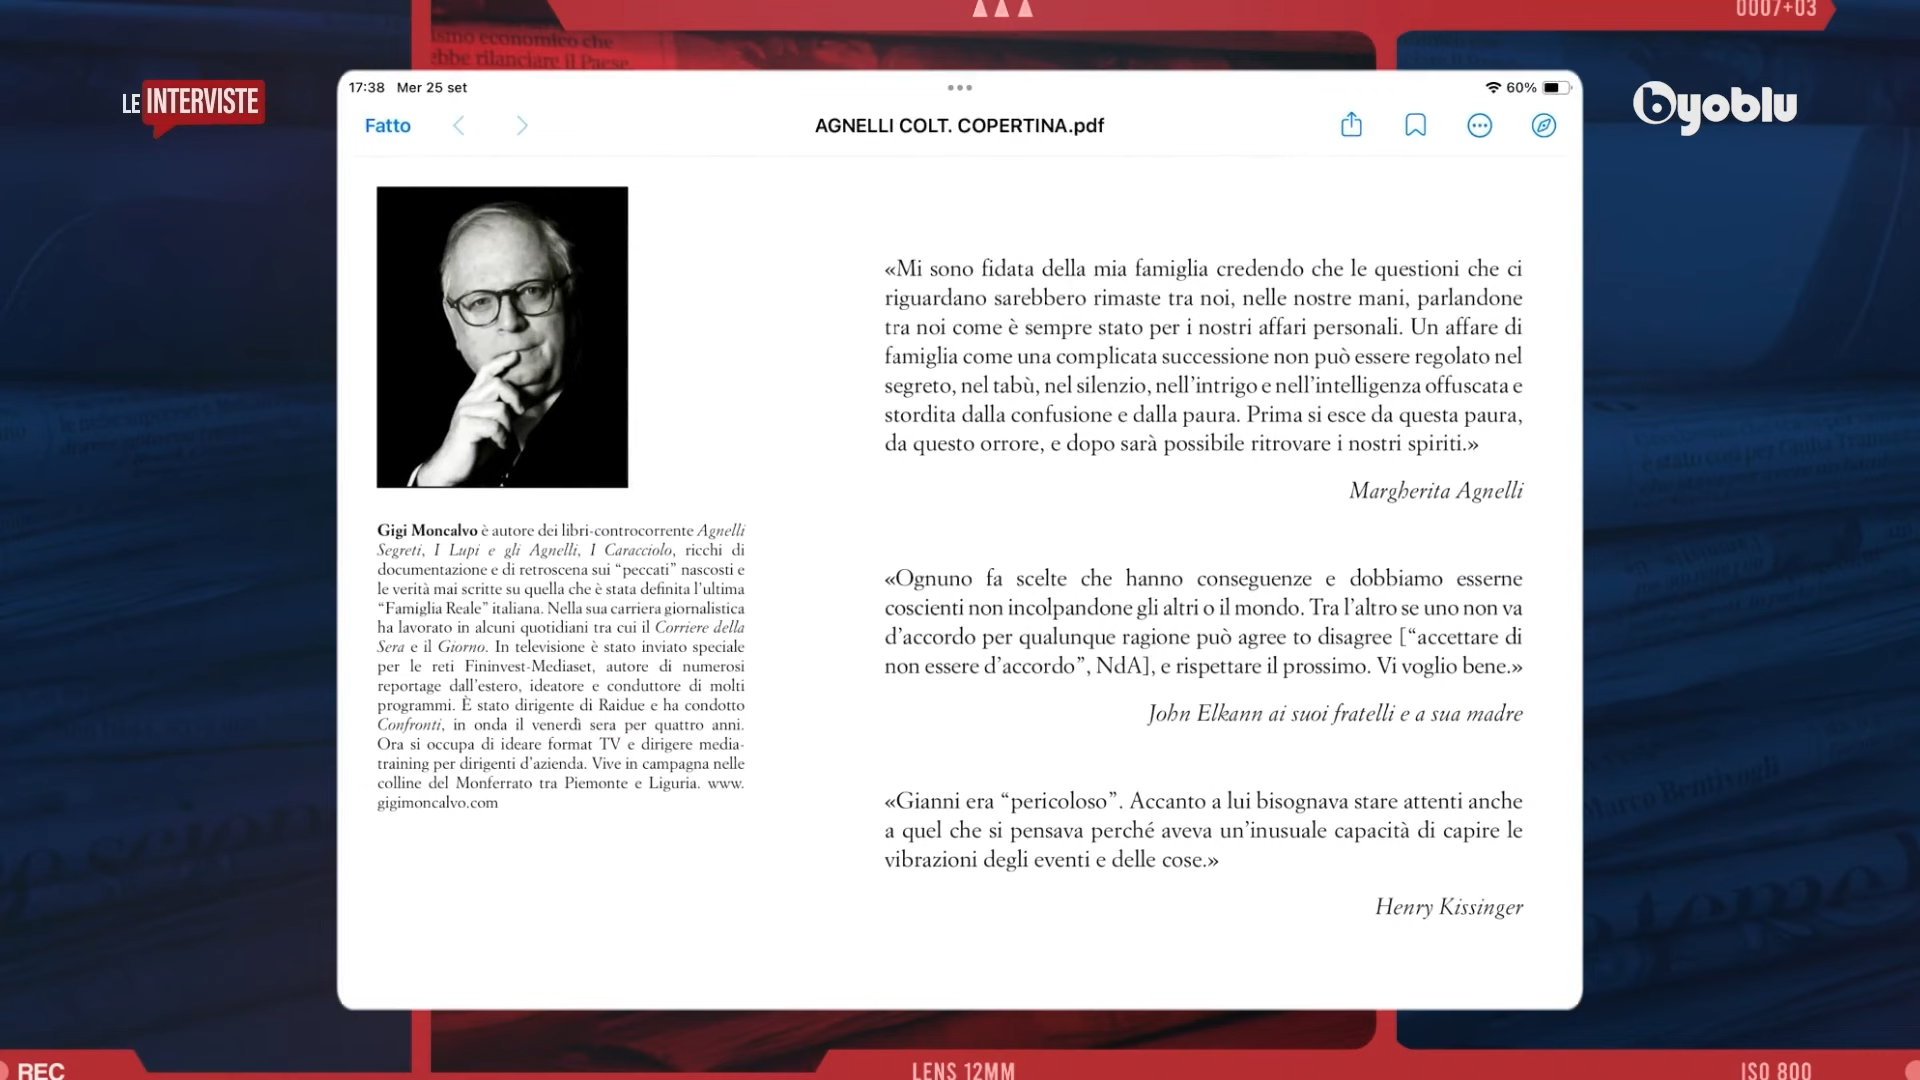 0007+03
LE INTERVISTE
byoblu
17:38 Mer 25 set
60%
Fatto
AGNELLI COLT. COPERTINA.pdf
Gigi Moncalvo è autore dei libri-controcorrente Agnelli
Segreti, I Lupi e gli Agnelli, I Caracciolo, ricchi di
documentazione e di retroscena sui “peccati” nascosti e
le verità mai scritte su quella che è stata definita l’ultima
“Famiglia Reale” italiana. Nella sua carriera giornalistica
ha lavorato in alcuni quotidiani tra cui il Corriere della
Sera e il Giorno. In televisione è stato inviato speciale
per le reti Fininvest-Mediaset, autore di numerosi
reportage dall’estero, ideatore e conduttore di molti
programmi. È stato dirigente di Raidue e ha condotto
Confronti, in onda il venerdì sera per quattro anni.
Ora si occupa di ideare format TV e dirigere media-
training per dirigenti d’azienda. Vive in campagna nelle
colline del Monferrato tra Piemonte e Liguria. www.
gigimoncalvo.com
«Mi sono fidata della mia famiglia credendo che le questioni che ci
riguardano sarebbero rimaste tra noi, nelle nostre mani, parlandone
tra noi come è sempre stato per i nostri affari personali. Un affare di
famiglia come una complicata successione non può essere regolato nel
segreto, nel tabù, nel silenzio, nell’intrigo e nell’intelligenza offuscata e
stordita dalla confusione e dalla paura. Prima si esce da questa paura,
da questo orrore, e dopo sarà possibile ritrovare i nostri spiriti.»
Margherita Agnelli
«Ognuno fa scelte che hanno conseguenze e dobbiamo esserne
coscienti non incolpandone gli altri o il mondo. Tra l’altro se uno non va
d’accordo per qualunque ragione può agree to disagree [“accettare di
non essere d’accordo”, NdA], e rispettare il prossimo. Vi voglio bene.»
John Elkann ai suoi fratelli e a sua madre
«Gianni era “pericoloso”. Accanto a lui bisognava stare attenti anche
a quel che si pensava perché aveva un’inusuale capacità di capire le
vibrazioni degli eventi e delle cose.»
Henry Kissinger
REC
LENS 12MM
ISO 800